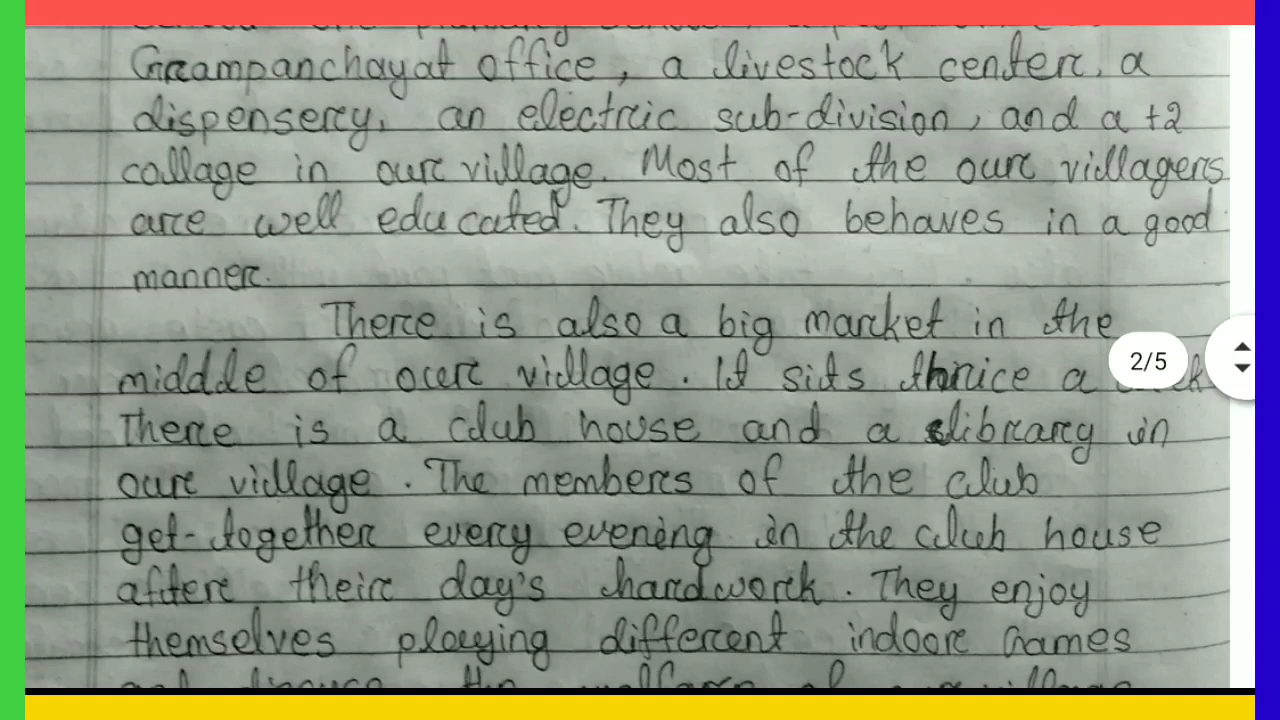 Grampanchayat office, a livestock center, a
dispensery, an electric sub-division, and a +2
collage in our village. Most of the our villagers
are well educated. They also behaves in a good
manner.
There is also a big market in the
middle of our village. It sits thrice a
There is a club house and a library in
our village. The members of the club
get-together every evening in the club house
after their day's hardwork. They enjoy
themselves playing different indoor games
2/5